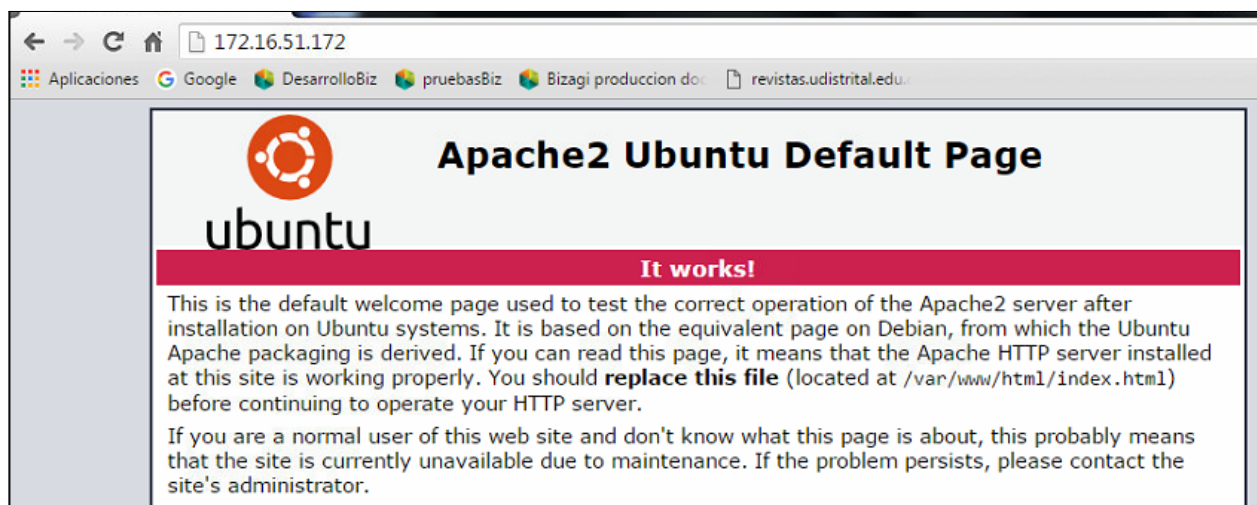 172.16.51.172
Aplicaciones Google DesarrolloBiz pruebasBiz Bizagi produccion doc revistas.udistrital.edu.
ubuntu
Apache2 Ubuntu Default Page
It works!
This is the default welcome page used to test the correct operation of the Apache2 server after
installation on Ubuntu systems. It is based on the equivalent page on Debian, from which the Ubuntu
Apache packaging is derived. If you can read this page, it means that the Apache HTTP server installed
at this site is working properly. You should replace this file (located at /var/www/html/index.html)
before continuing to operate your HTTP server.
If you are a normal user of this web site and don't know what this page is about, this probably means
that the site is currently unavailable due to maintenance. If the problem persists, please contact the
site's administrator.